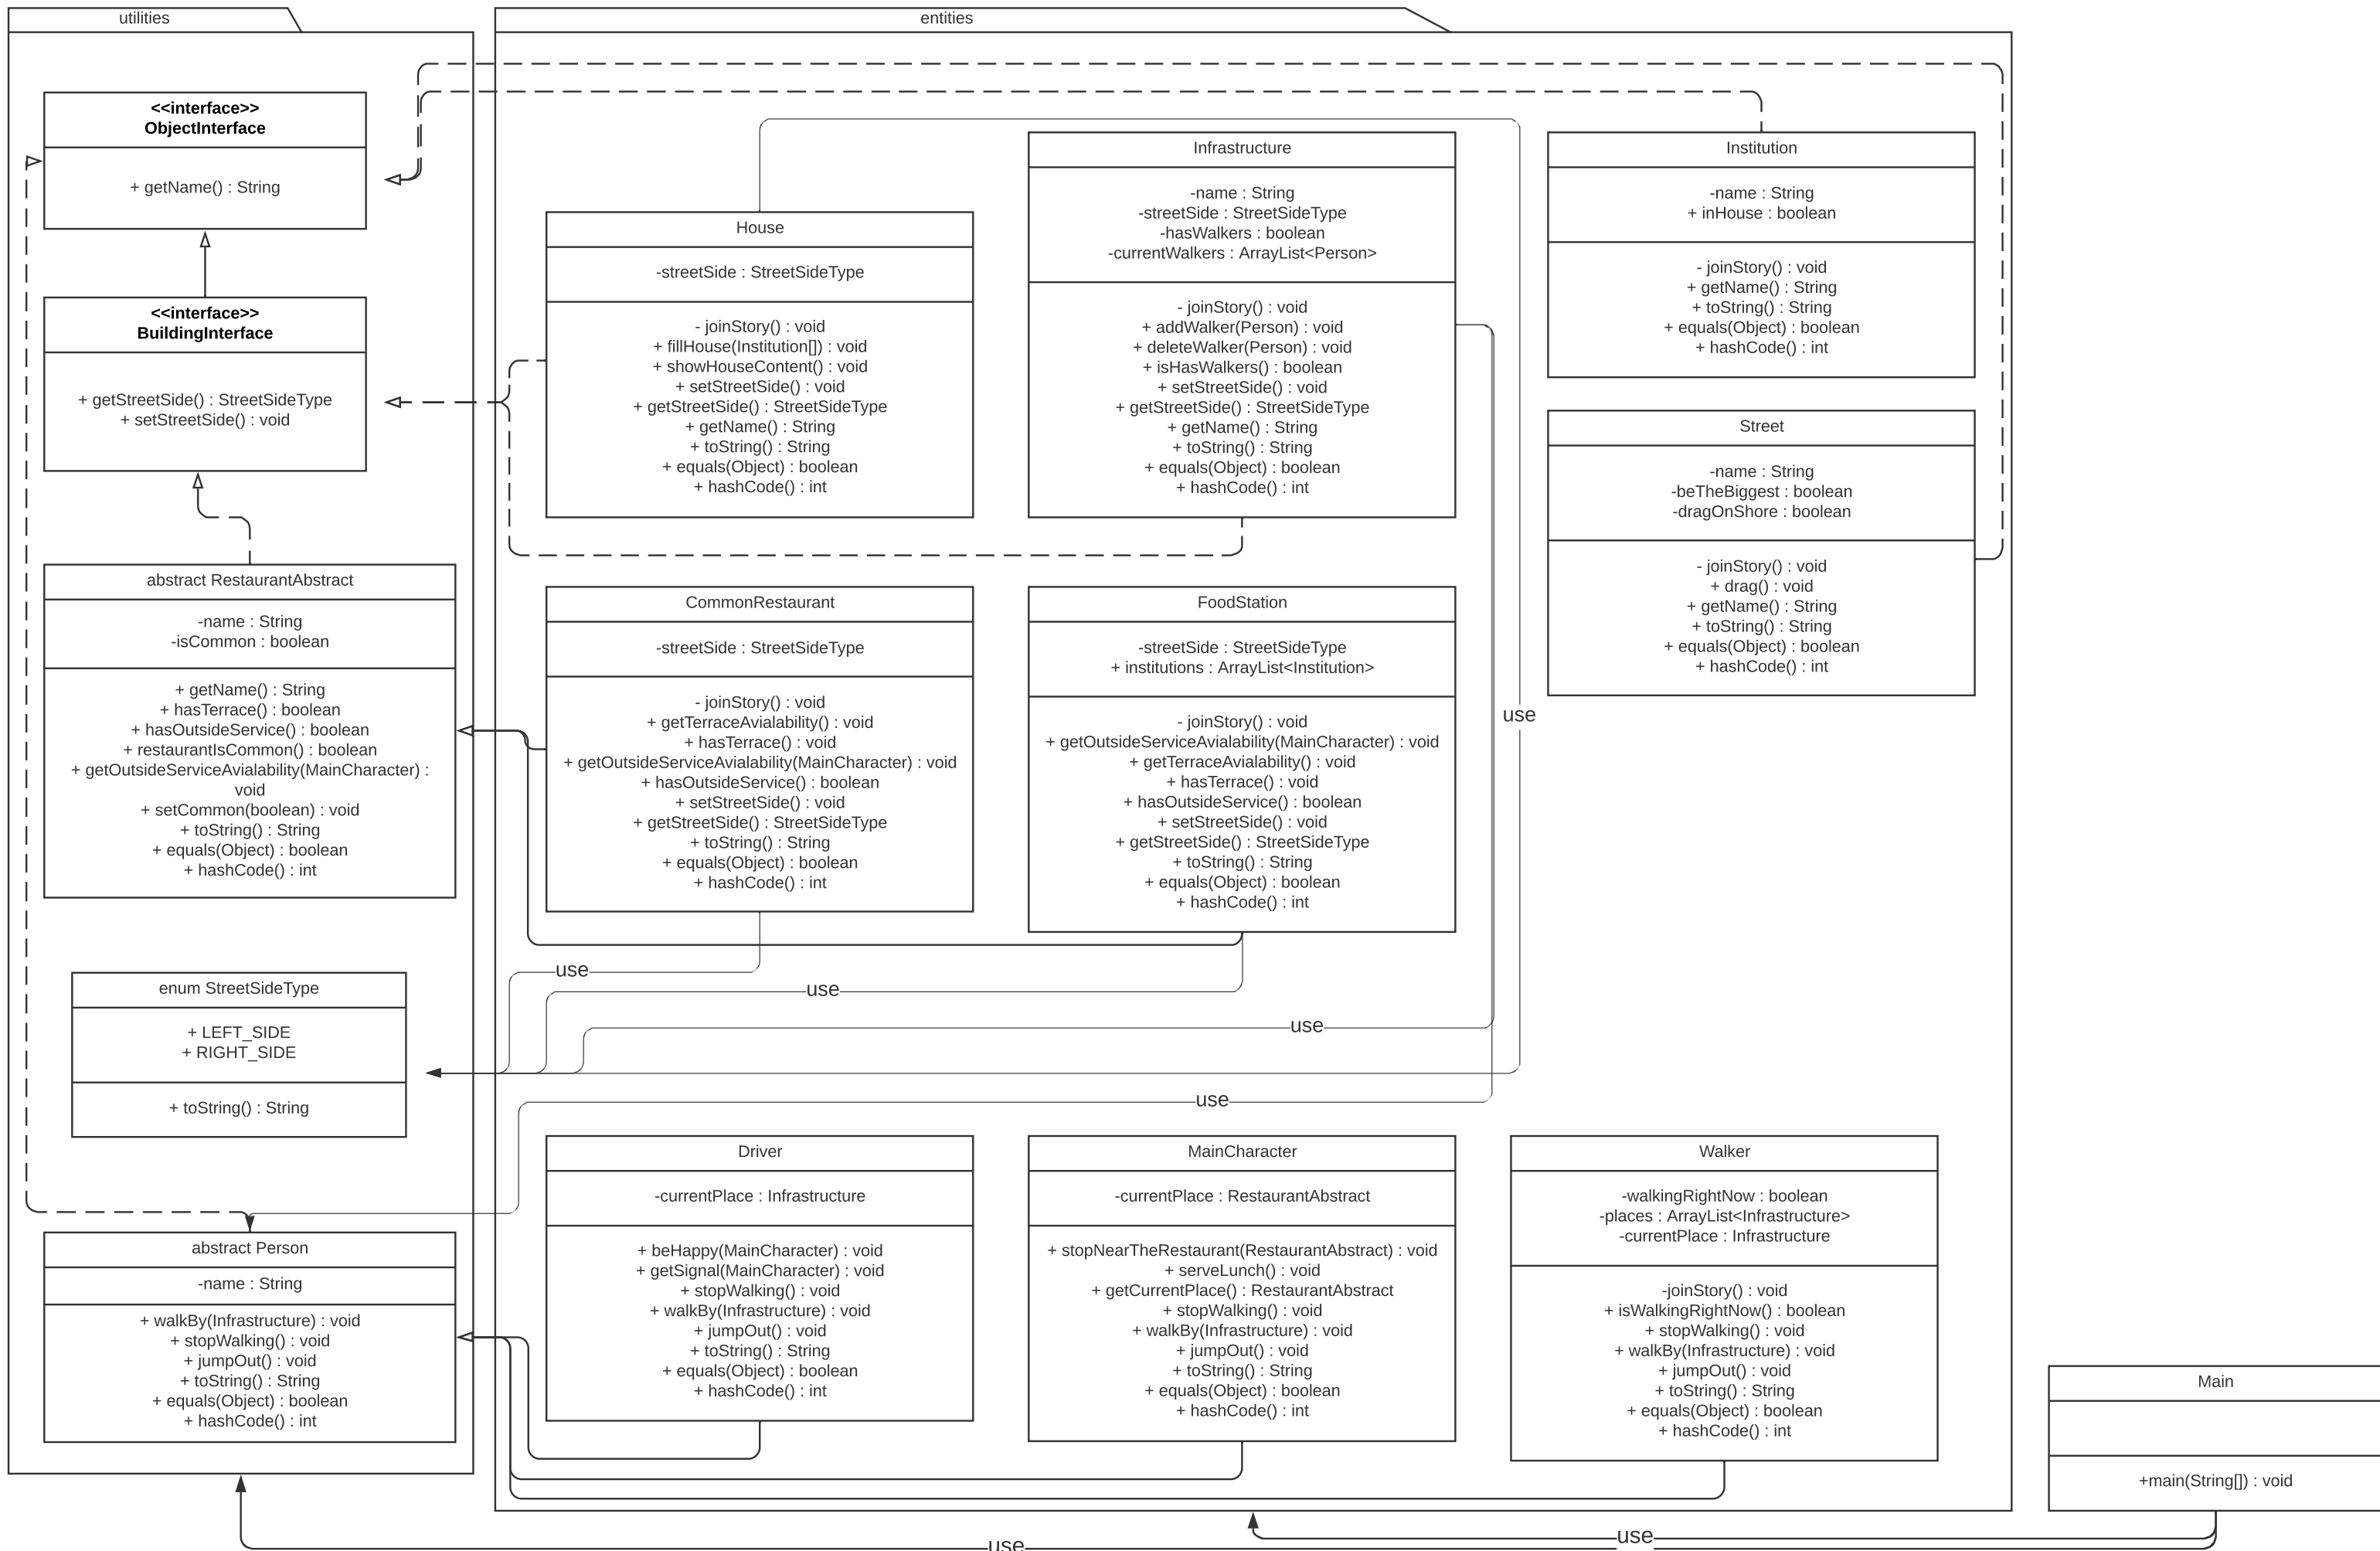 utilities
<<interface>>
ObjectInterface
+ getName() : String
<<interface>>
BuildingInterface
+ getStreetSide() : StreetSideType
+ setStreetSide() : void
abstract RestaurantAbstract
-name : String
-isCommon : boolean
+ getName() : String
+ hasTerrace() : boolean
+ hasOutsideService() : boolean
+ restaurantIsCommon() : boolean
+ getOutsideServiceAvialability(MainCharacter) :
void
+ setCommon(boolean) : void
+ toString() : String
+ equals(Object) : boolean
+ hashCode() : int
enum StreetSideType
+ LEFT_SIDE
+ RIGHT_SIDE
+ toString() : String
abstract Person
-name : String
+ walkBy(Infrastructure) : void
+ stopWalking() : void
+ jumpOut() : void
+ toString() : String
+ equals(Object) : boolean
+ hashCode() : int
entities
House
-streetSide : StreetSideType
- joinStory() : void
+ fillHouse(Institution[]) : void
+ showHouseContent() : void
+ setStreetSide() : void
+ getStreetSide() : StreetSideType
+ getName() : String
+ toString() : String
+ equals(Object) : boolean
+ hashCode() : int
Infrastructure
-name : String
-streetSide : StreetSideType
-hasWalkers : boolean
-currentWalkers : ArrayList<Person>
- joinStory() : void
+ addWalker(Person) : void
+ deleteWalker(Person) : void
+ isHasWalkers() : boolean
+ setStreetSide() : void
+ getStreetSide() : StreetSideType
+ getName() : String
+ toString() : String
+ equals(Object) : boolean
+ hashCode() : int
Institution
-name : String
+ inHouse : boolean
- joinStory() : void
+ getName() : String
+ toString() : String
+ equals(Object) : boolean
+ hashCode() : int
Street
-name : String
-beTheBiggest : boolean
-dragOnShore : boolean
- joinStory() : void
+ drag() : void
+ getName() : String
+ toString() : String
+ equals(Object) : boolean
+ hashCode() : int
CommonRestaurant
-streetSide : StreetSideType
- joinStory() : void
+ getTerraceAvialability() : void
+ hasTerrace() : void
+ getOutsideServiceAvialability(MainCharacter) : void
+ hasOutsideService() : boolean
+ setStreetSide() : void
+ getStreetSide() : StreetSideType
+ toString() : String
+ equals(Object) : boolean
+ hashCode() : int
FoodStation
-streetSide : StreetSideType
+ institutions : ArrayList<Institution>
- joinStory() : void
+ getOutsideServiceAvialability(MainCharacter) : void
+ getTerraceAvialability() : void
+ hasTerrace() : void
+ hasOutsideService() : boolean
+ setStreetSide() : void
+ getStreetSide() : StreetSideType
+ toString() : String
+ equals(Object) : boolean
+ hashCode() : int
use
use
use
use
use
Driver
-currentPlace : Infrastructure
+ beHappy(MainCharacter) : void
+ getSignal(MainCharacter) : void
+ stopWalking() : void
+ walkBy(Infrastructure) : void
+ jumpOut() : void
+ toString() : String
+ equals(Object) : boolean
+ hashCode() : int
MainCharacter
-currentPlace : RestaurantAbstract
+ stopNearTheRestaurant(RestaurantAbstract) : void
+ serveLunch() : void
+ getCurrentPlace() : RestaurantAbstract
+ stopWalking() : void
+ walkBy(Infrastructure) : void
+ jumpOut() : void
+ toString() : String
+ equals(Object) : boolean
+ hashCode() : int
Walker
-walkingRightNow : boolean
-places : ArrayList<Infrastructure>
-currentPlace : Infrastructure
-joinStory() : void
+ isWalkingRightNow() : boolean
+ stopWalking() : void
+ walkBy(Infrastructure) : void
+ jumpOut() : void
+ toString() : String
+ equals(Object) : boolean
+ hashCode() : int
Main
+main(String[]) : void
use
use